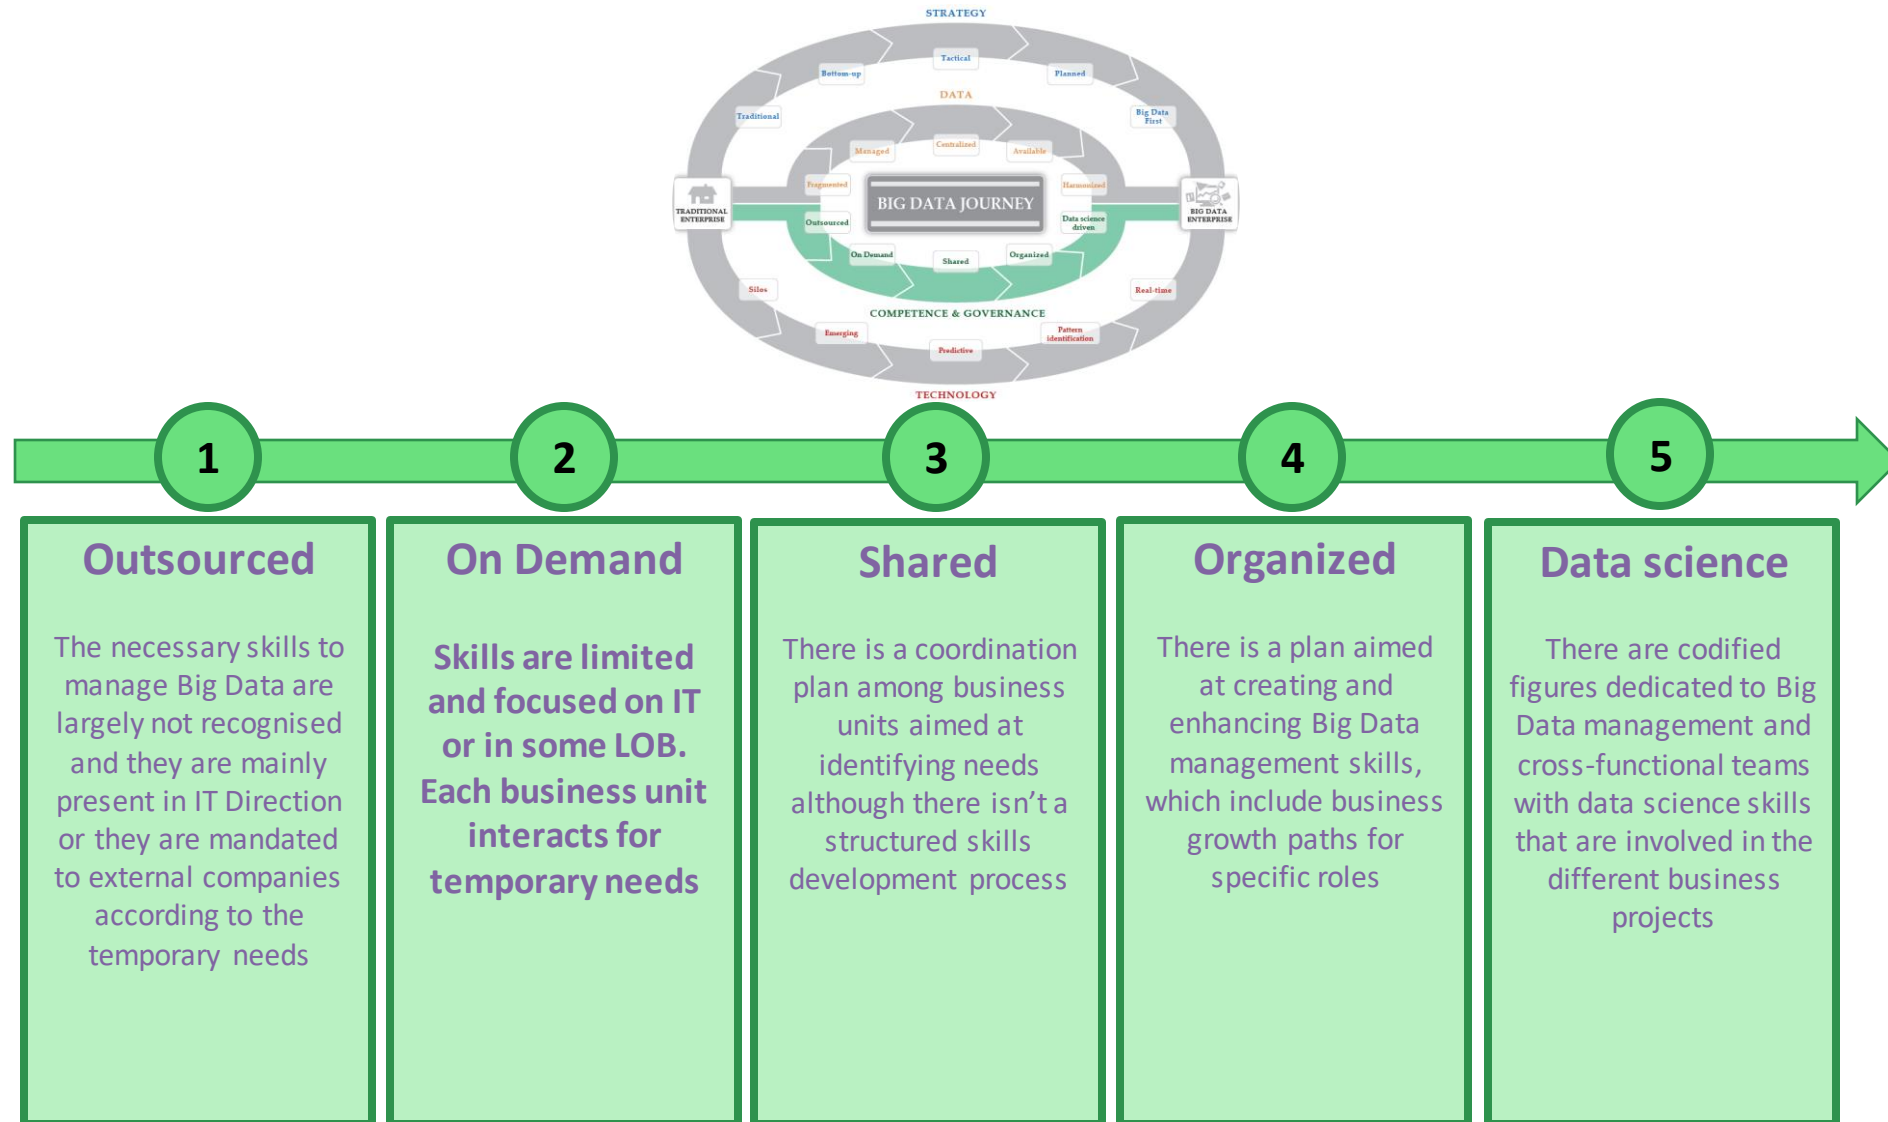 STRATEGY
Tactical
Bottom-up
Planned
Traditional
Big Data
First
DATA
Centralized
Managed
Available
Fragmented
Harmonized
BIG DATA JOURNEY
TRADITIONAL
ENTERPRISE
BIG DATA
ENTERPRISE
Outsourced
Data science
driven
On Demand
Shared
Organized
COMPETENCE & GOVERNANCE
Silos
Real-time
Emerging
Predictive
Pattern
identification
TECHNOLOGY
1
2
3
4
5
Outsourced
The necessary skills to
manage Big Data are
largely not recognised
and they are mainly
present in IT Direction
or they are mandated
to external companies
according to the
temporary needs
On Demand
Skills are limited
and focused on IT
or in some LOB.
Each business unit
interacts for
temporary needs
Shared
There is a coordination
plan among business
units aimed at
identifying needs
although there isn't a
structured skills
development process
Organized
There is a plan aimed
at creating and
enhancing Big Data
management skills,
which include business
growth paths for
specific roles
Data science
There are codified
figures dedicated to Big
Data management and
cross-functional teams
with data science skills
that are involved in the
different business
projects